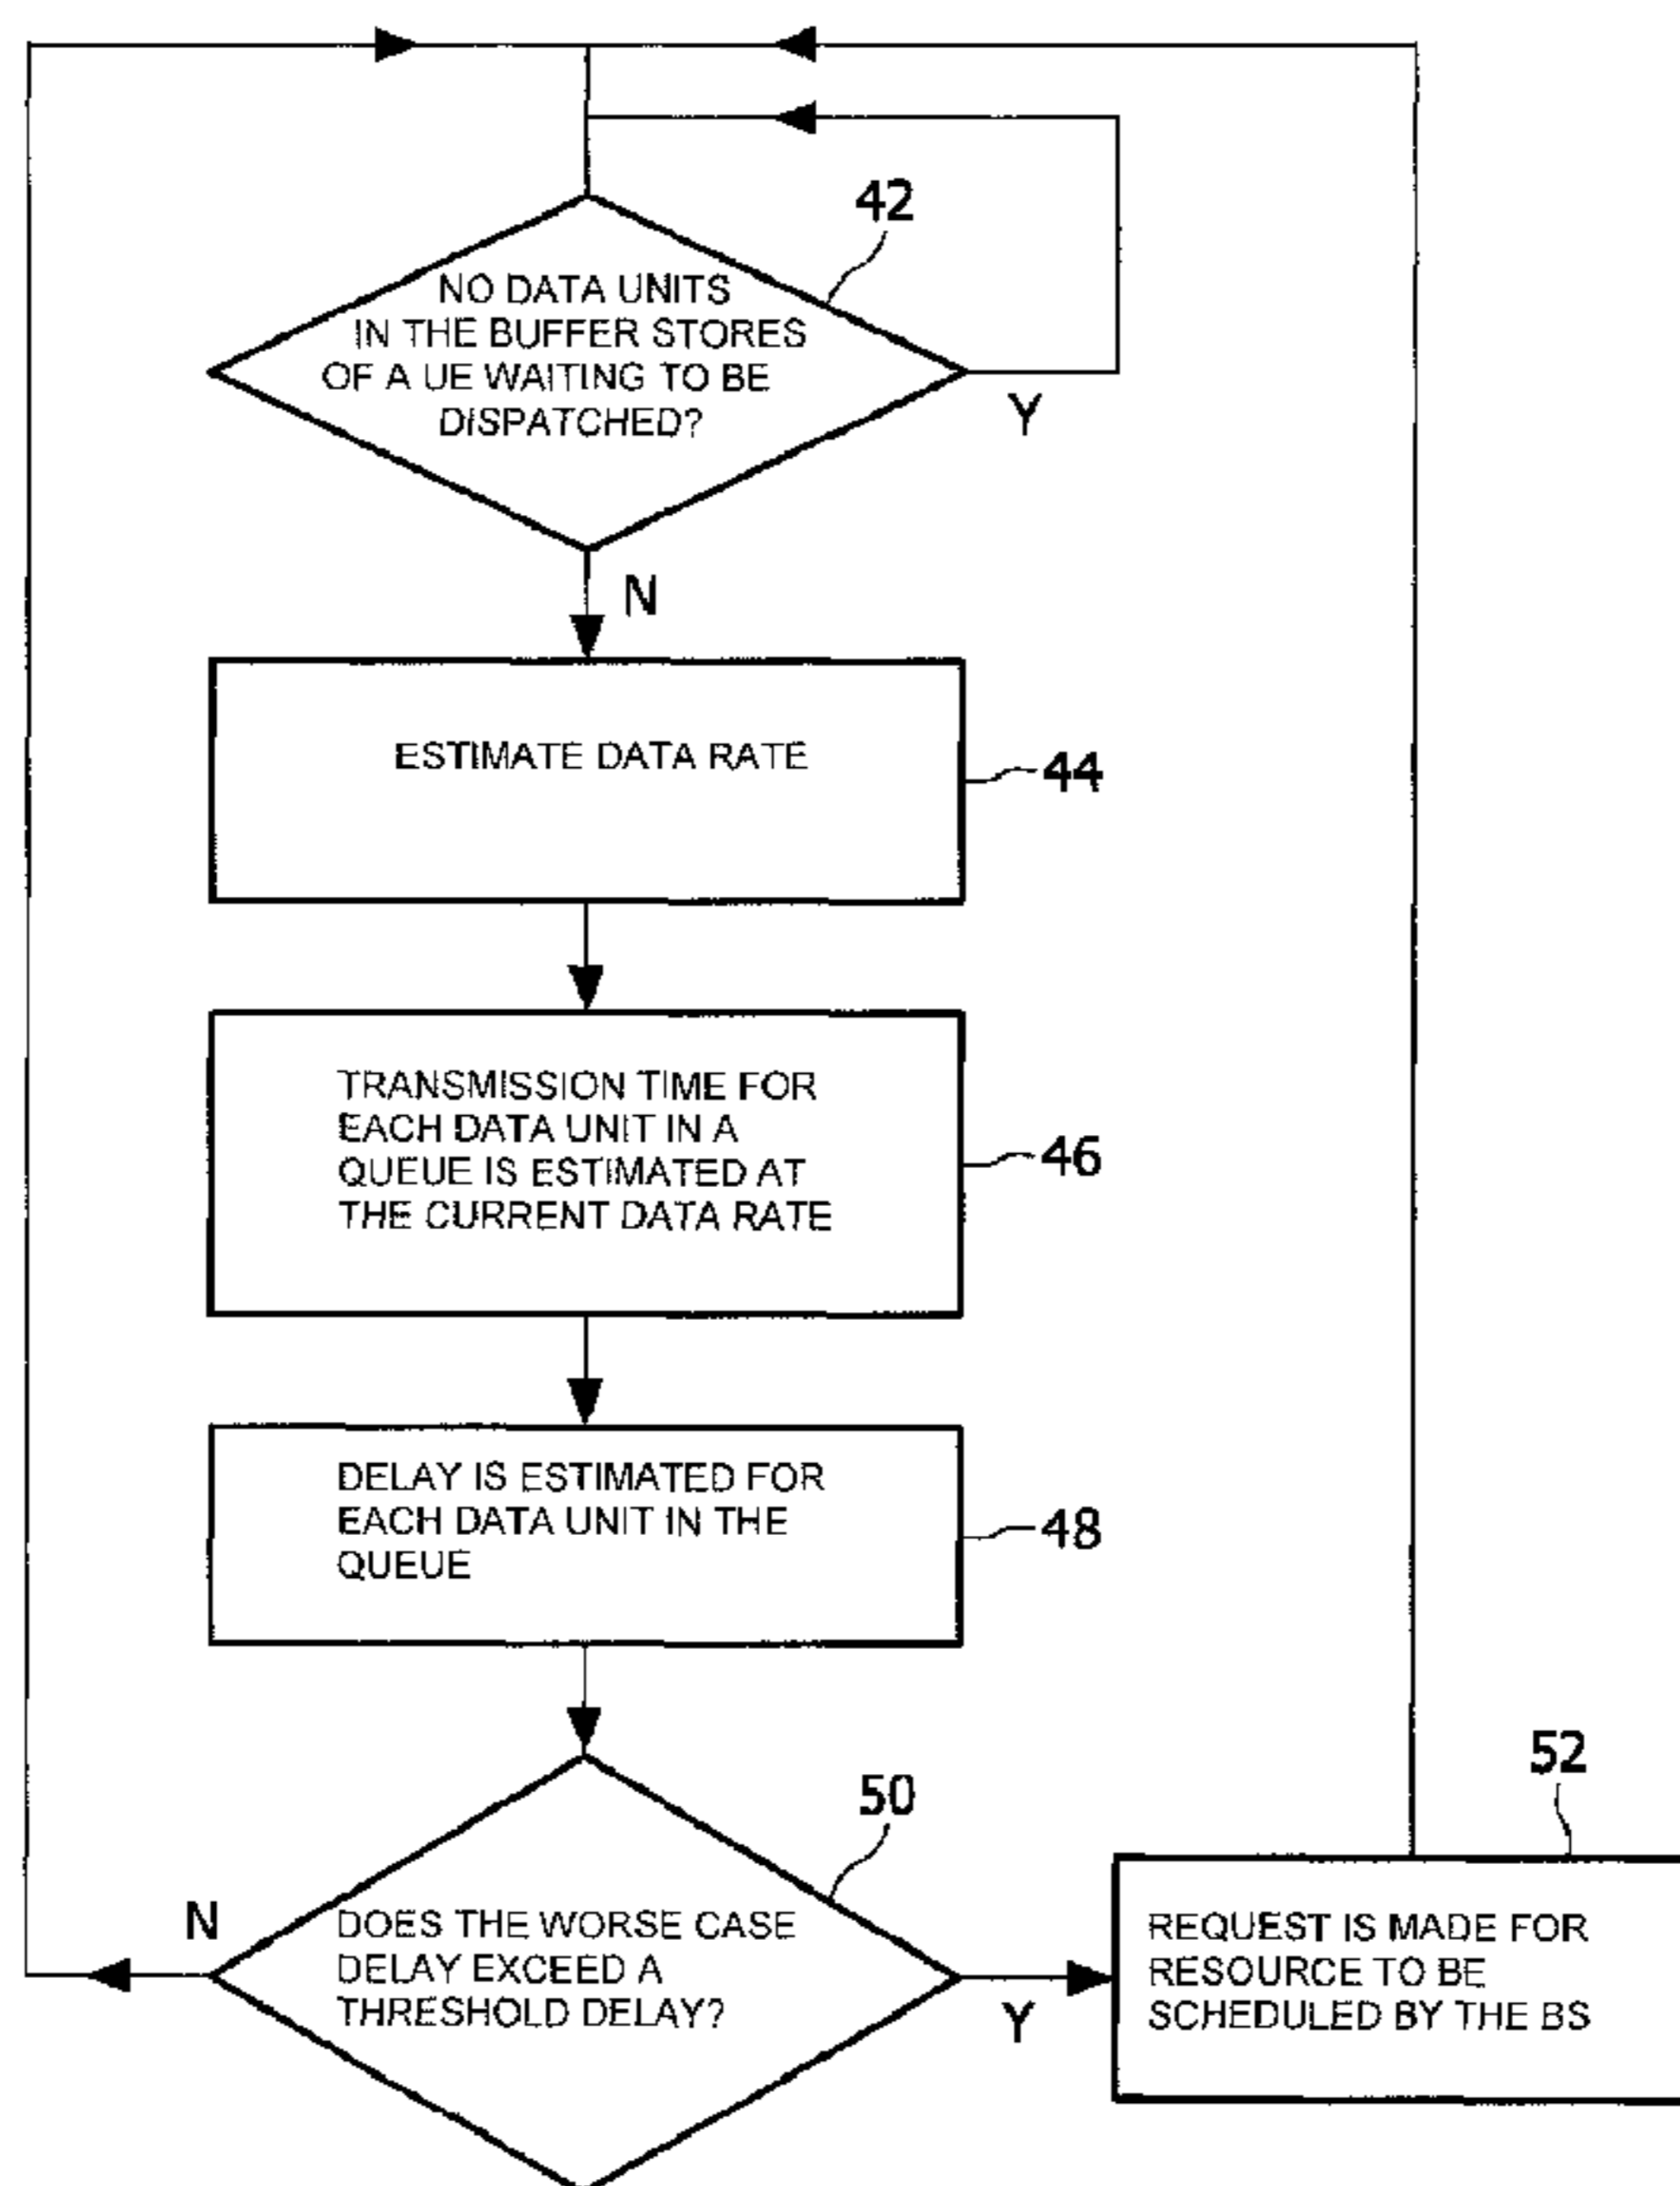 42
NO DATA UNITS
IN THE BUFFER STORES
OF A UE WAITING TO BE
DISPATCHED?
Y
N
ESTIMATE DATA RATE
44
TRANSMISSION TIME FOR
EACH DATA UNIT IN A
QUEUE IS ESTIMATED AT
THE CURRENT DATA RATE
46
DELAY IS ESTIMATED FOR
EACH DATA UNIT IN THE
QUEUE
48
50
52
N
DOES THE WORSE CASE
DELAY EXCEED A
THRESHOLD DELAY?
Y
REQUEST IS MADE FOR
RESOURCE TO BE
SCHEDULED BY THE BS